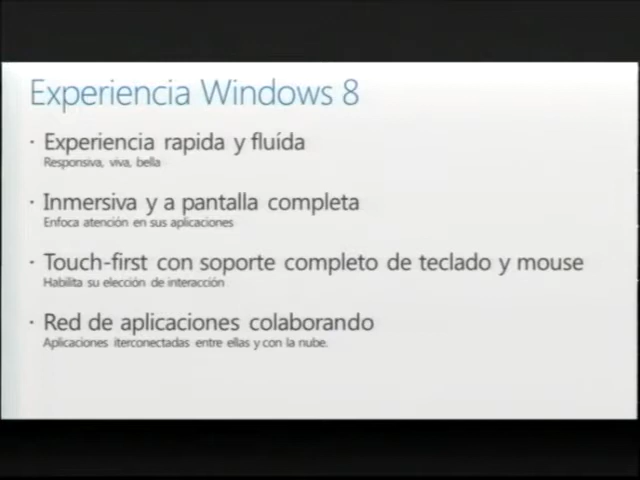 Experiencia Windows 8
· Experiencia rapida y fluída
Responsiva, viva, bella
· Inmersiva y a pantalla completa
Enfoca atención en sus aplicaciones
· Touch-first con soporte completo de teclado y mouse
Habilita su elección de interacción
· Red de aplicaciones colaborando
Aplicaciones iterconectadas entre ellas y con la nube.